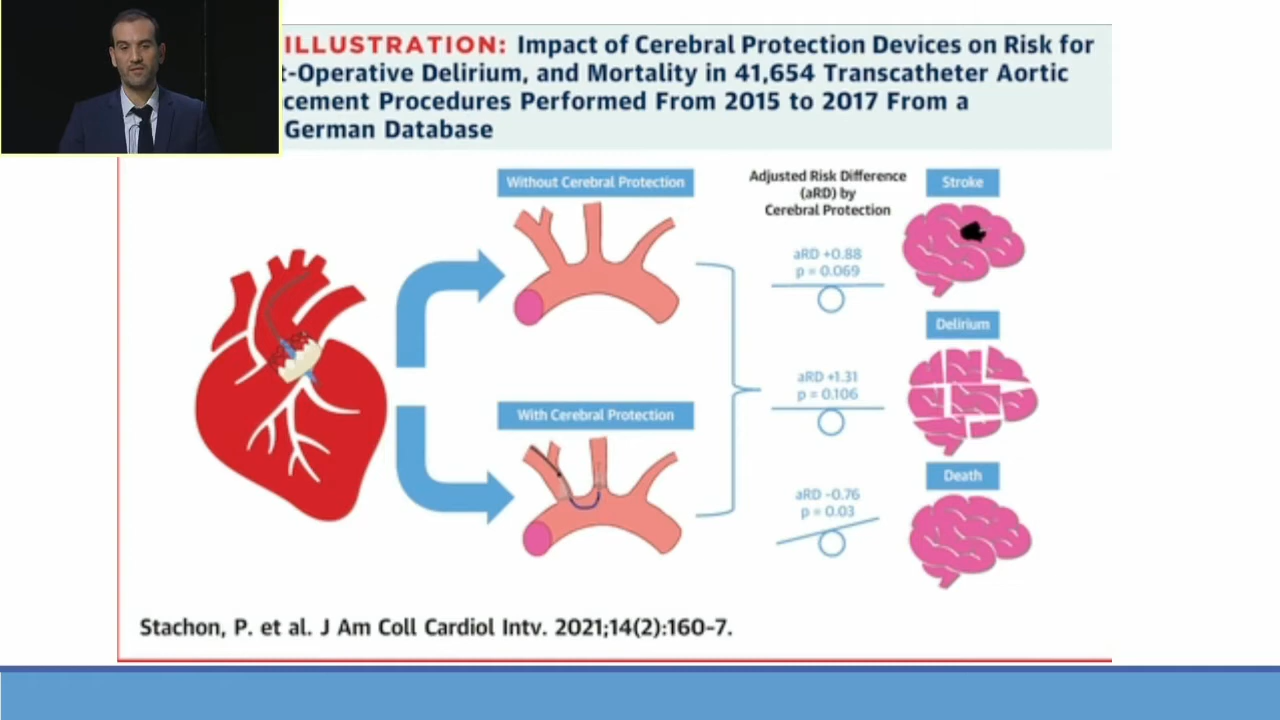 ILLUSTRATION: Impact of Cerebral Protection Devices on Risk for
t-Operative Delirium, and Mortality in 41,654 Transcatheter Aortic
cement Procedures Performed From 2015 to 2017 From a
German Database
Without Cerebral Protection
Adjusted Risk Difference
(aRD) by
Cerebral Protection
Stroke
aRD +0.88
p = 0.069
Delirium
aRD +1.31
p = 0.106
With Cerebral Protection
Death
aRD -0.76
p = 0.03
Stachon, P. et al. J Am Coll Cardiol Intv. 2021;14(2):160-7.